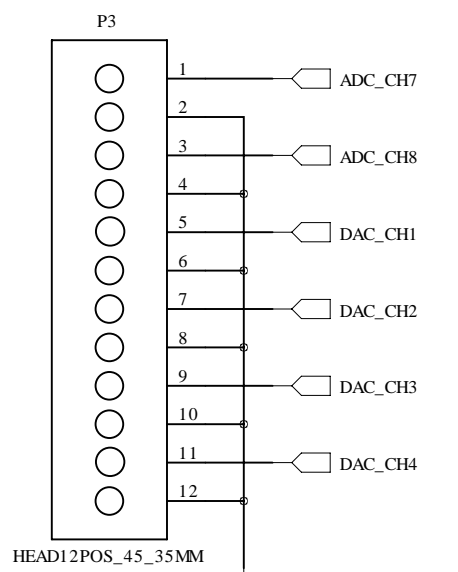 P3
1 ADC_CH7
2
3 ADC_CH8
4
5 DAC_CH1
6
7 DAC_CH2
8
9 DAC_CH3
10
11 DAC_CH4
12
HEAD12POS_45_35MM